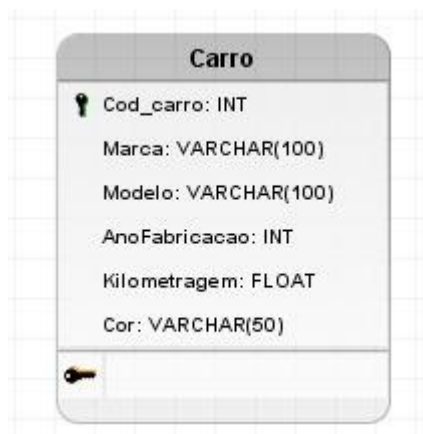 Carro
Cod_carro: INT
Marca: VARCHAR(100)
Modelo: VARCHAR(100)
AnoFabricacao: INT
Kilometragem: FLOAT
Cor: VARCHAR(50)